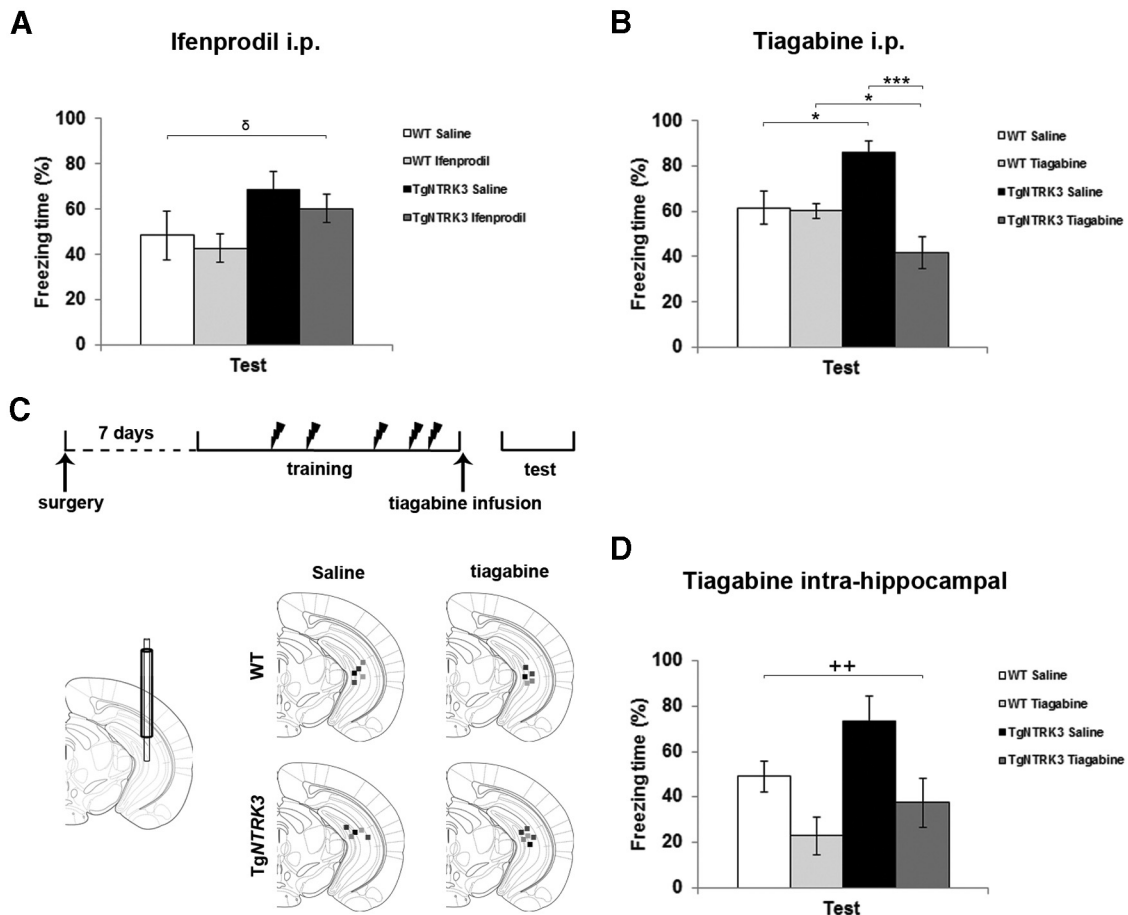 A
Ifenprodil i.p.
Freezing time (%)
100
80
60
40
20
0
δ
Test
WT Saline
WT Ifenprodil
TgNTRK3 Saline
TgNTRK3 Ifenprodil
B
Tiagabine i.p.
Freezing time (%)
100
80
60
40
20
0
***
*
*
Test
WT Saline
WT Tiagabine
TgNTRK3 Saline
TgNTRK3 Tiagabine
C
7 days
training
test
surgery
tiagabine infusion
Saline
tiagabine
WT
TgNTRK3
D
Tiagabine intra-hippocampal
Freezing time (%)
100
80
60
40
20
0
++
Test
WT Saline
WT Tiagabine
TgNTRK3 Saline
TgNTRK3 Tiagabine